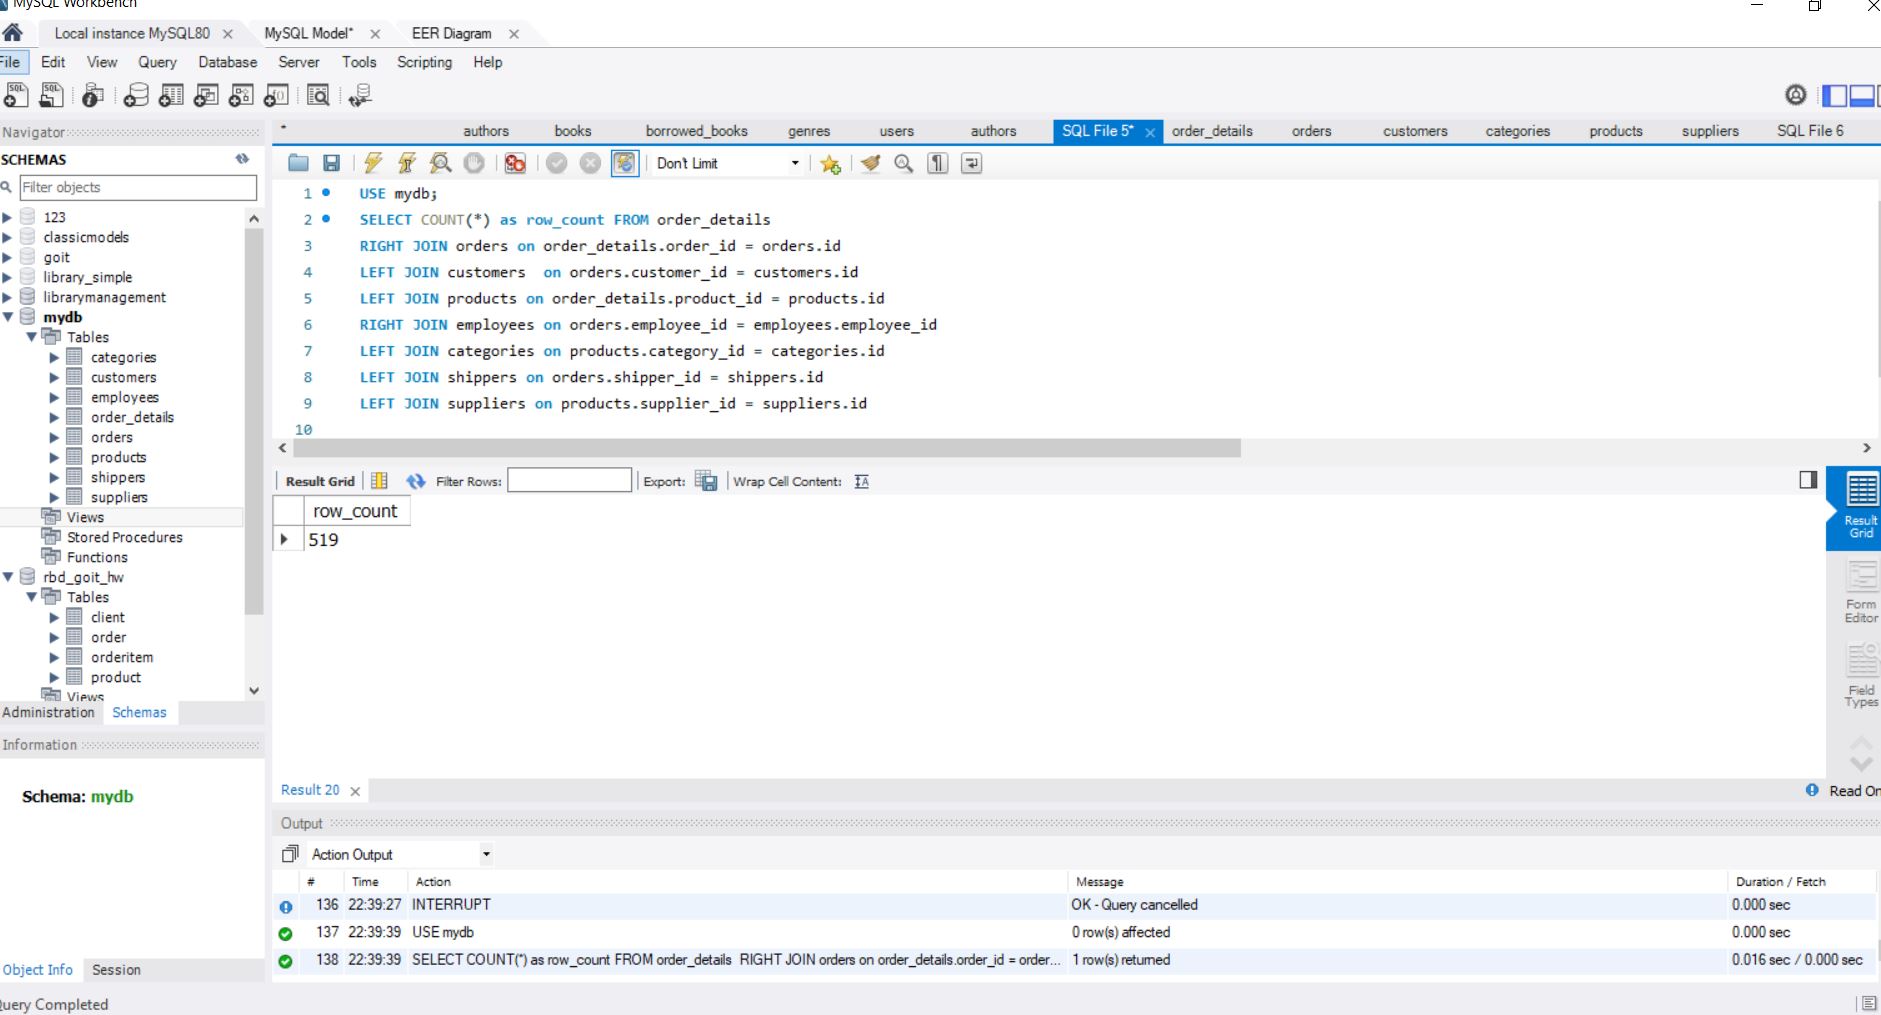 MySQL Workbench
Local instance MySQL80 MySQL Model* EER Diagram
File Edit View Query Database Server Tools Scripting Help
Navigator
SCHEMAS
Filter objects
123
classicmodels
goit
library_simple
librarymanagement
mydb
Tables
categories
customers
employees
order_details
orders
products
shippers
suppliers
Views
Stored Procedures
Functions
rbd_goit_hw
Tables
client
order
orderitem
product
Views
Administration Schemas
Information
Schema: mydb
Object Info Session
* authors books borrowed_books genres users authors SQL File 5* order_details orders customers categories products suppliers SQL File 6
Don't Limit
1 USE mydb;
2 SELECT COUNT(*) as row_count FROM order_details
3 RIGHT JOIN orders on order_details.order_id = orders.id
4 LEFT JOIN customers  on orders.customer_id = customers.id
5 LEFT JOIN products on order_details.product_id = products.id
6 RIGHT JOIN employees on orders.employee_id = employees.employee_id
7 LEFT JOIN categories on products.category_id = categories.id
8 LEFT JOIN shippers on orders.shipper_id = shippers.id
9 LEFT JOIN suppliers on products.supplier_id = suppliers.id
10
Result Grid Filter Rows: Export: Wrap Cell Content:
row_count
519
Result Grid
Form Editor
Field Types
Result 20
Read On
Output
Action Output
# Time Action Message Duration / Fetch
136 22:39:27 INTERRUPT OK - Query cancelled 0.000 sec
137 22:39:39 USE mydb 0 row(s) affected 0.000 sec
138 22:39:39 SELECT COUNT(*) as row_count FROM order_details  RIGHT JOIN orders on order_details.order_id = order... 1 row(s) returned 0.016 sec / 0.000 sec
Query Completed